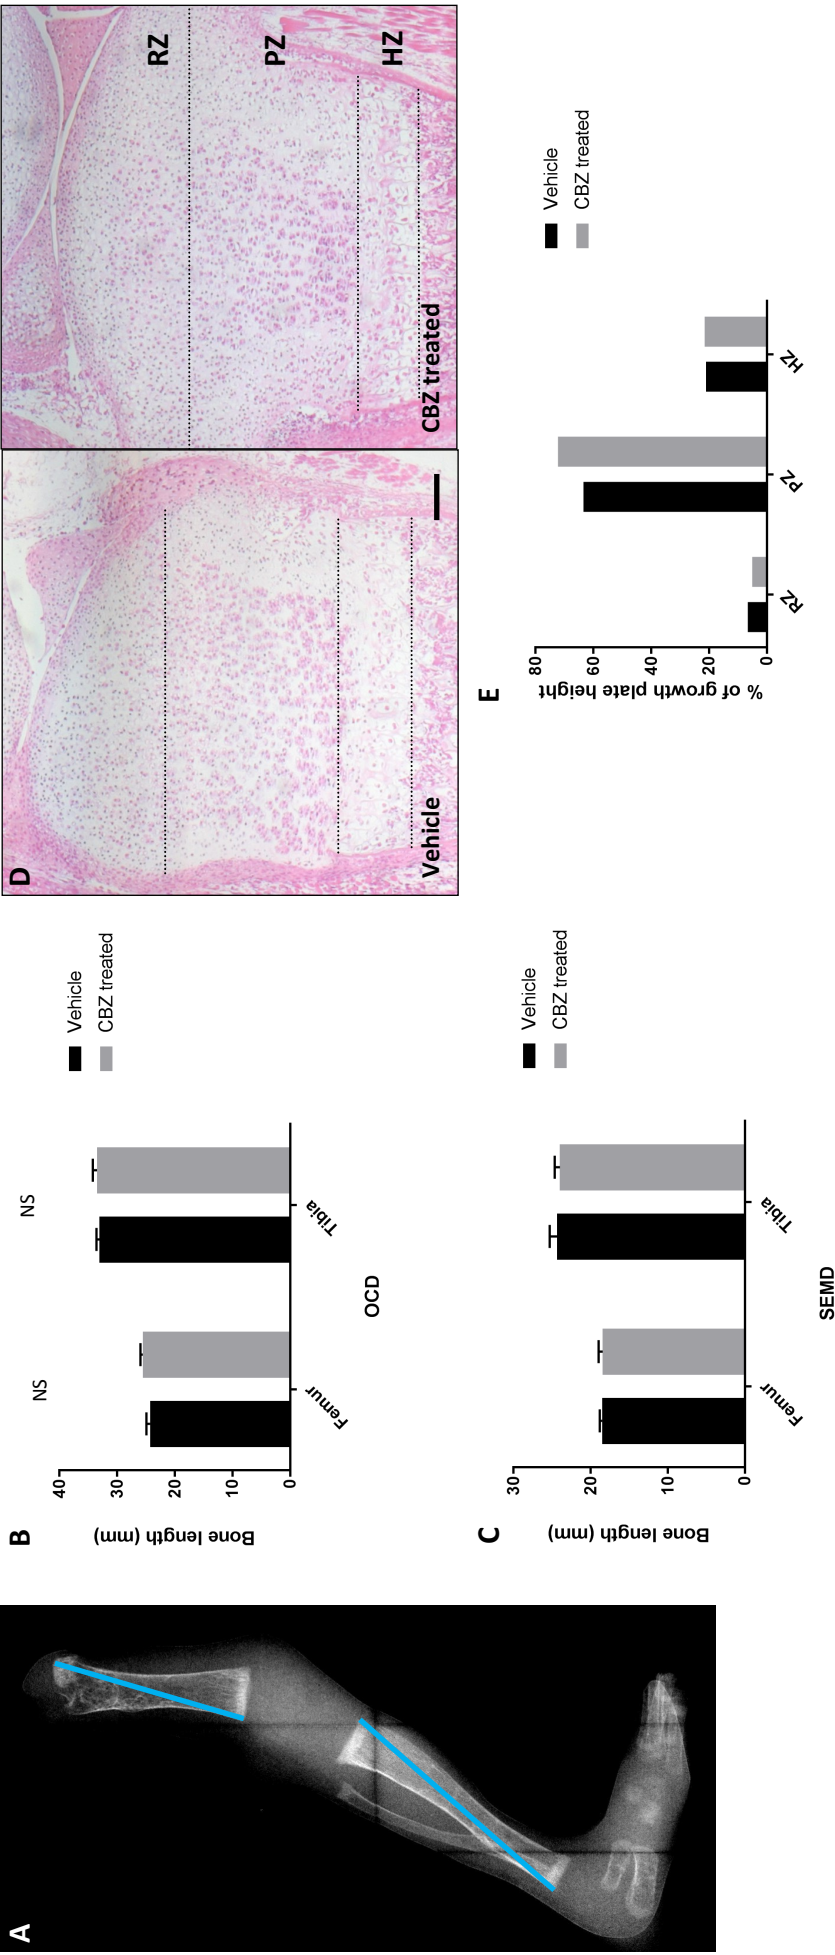 A
B
Bone length (mm)
40
30
20
10
0
NS
NS
Femur
Tibia
OCD
Vehicle
CBZ treated
C
Bone length (mm)
30
20
10
0
Femur
Tibia
SEMD
Vehicle
CBZ treated
D
Vehicle
CBZ treated
RZ
PZ
HZ
E
% of growth plate height
80
60
40
20
0
RZ
PZ
HZ
Vehicle
CBZ treated